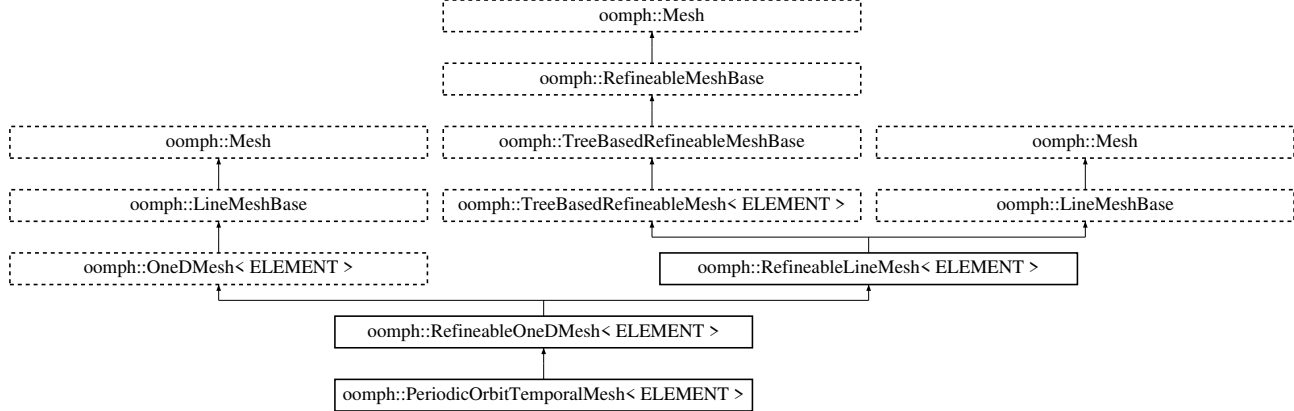 oomph::Mesh
oomph::RefineableMeshBase
oomph::Mesh
oomph::TreeBasedRefineableMeshBase
oomph::Mesh
oomph::LineMeshBase
oomph::TreeBasedRefineableMesh< ELEMENT >
oomph::LineMeshBase
oomph::OneDMesh< ELEMENT >
oomph::RefineableLineMesh< ELEMENT >
oomph::RefineableOneDMesh< ELEMENT >
oomph::PeriodicOrbitTemporalMesh< ELEMENT >